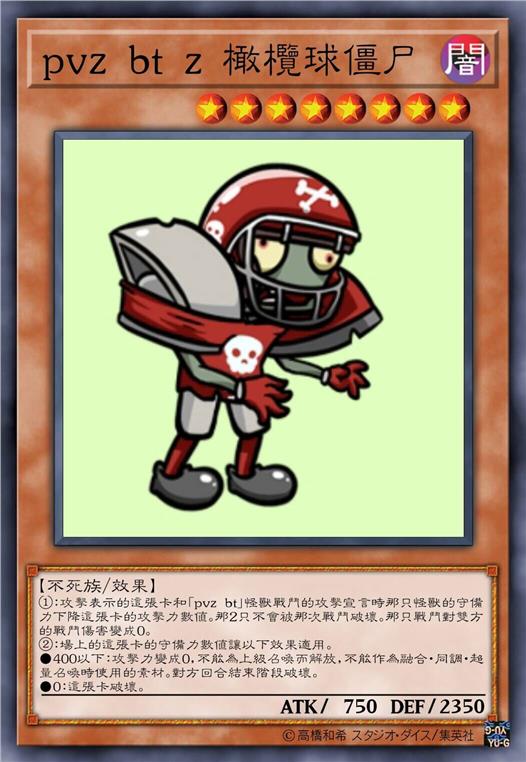 pvz bt z 橄欖球僵尸
闇
【不死族/效果】
①:攻擊表示的這張卡和「pvz bt」怪獸戰鬥的攻擊宣言時那只怪獸的守備
力下降這張卡的攻擊力數值。那2只不會被那次戰鬥破壞。那只戰鬥對雙方
的戰鬥傷害變成0。
②:場上的這張卡的守備力數值讓以下效果適用。
●400以下:攻擊力變成0,不能為上級召喚而解放,不能作為融合·同調·超
量召喚時使用的素材。對方回合結束階段破壞。
●0:這張卡破壞。
ATK/ 750 DEF/2350
©高橋和希 スタジオ・ダイス/集英社
YU-G